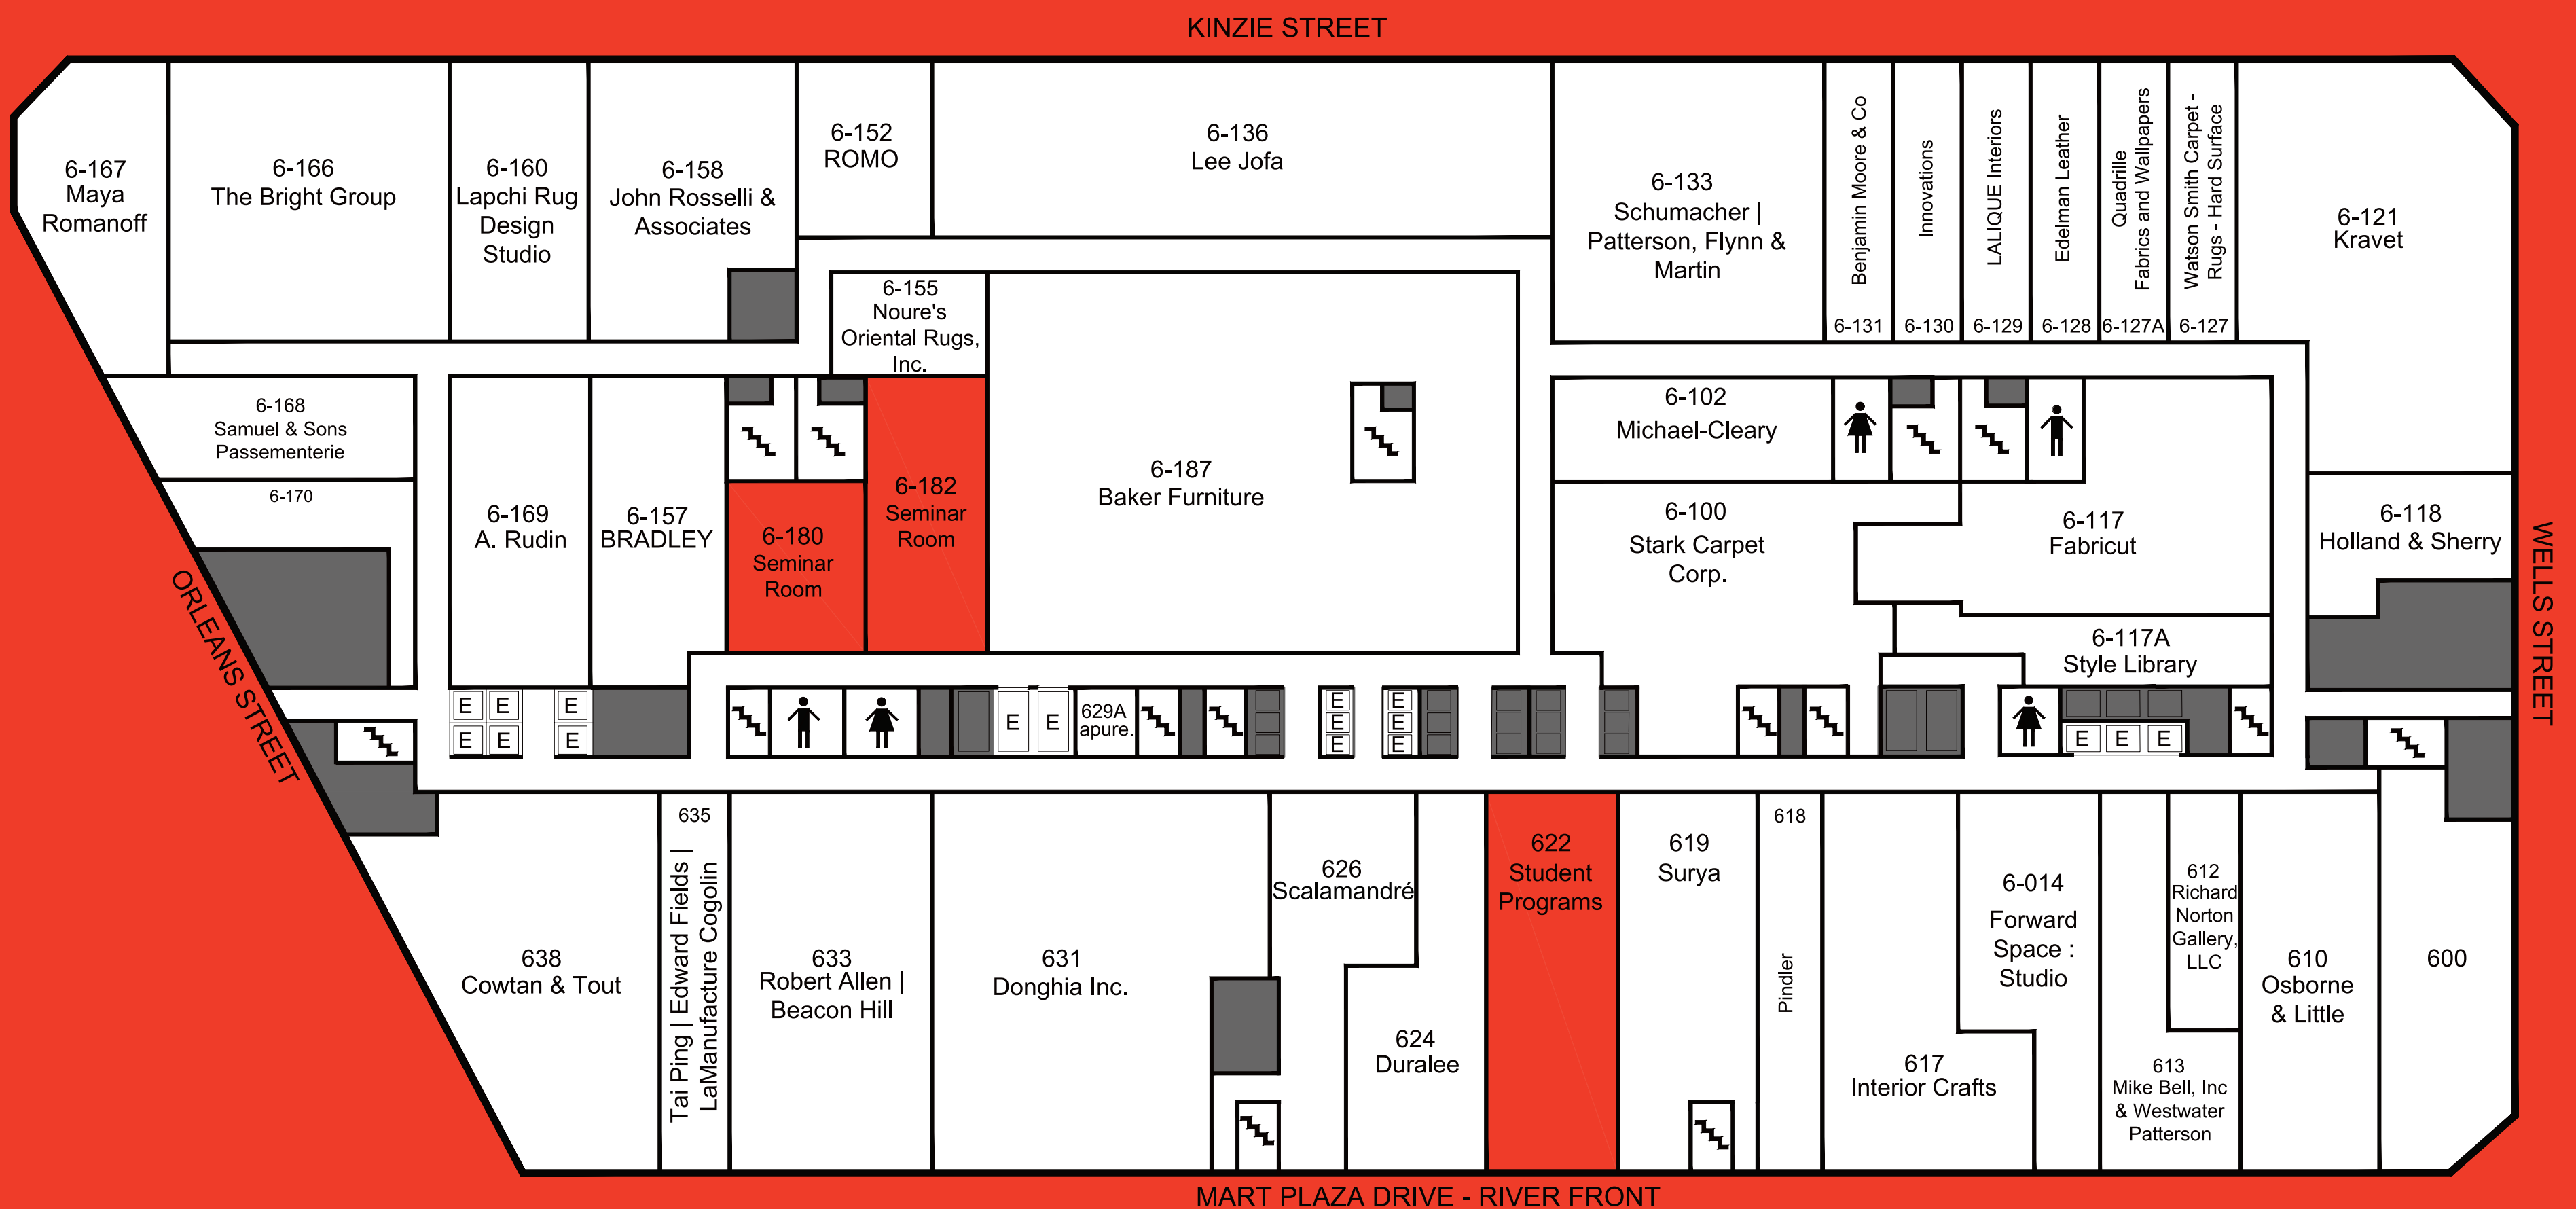 KINZIE STREET
6-167
Maya
Romanoff
6-166
The Bright Group
6-160
Lapchi Rug
Design
Studio
6-158
John Rosselli &
Associates
6-152
ROMO
6-136
Lee Jofa
6-133
Schumacher |
Patterson, Flynn &
Martin
Benjamin Moore & Co
6-131
Innovations
6-130
LALIQUE Interiors
6-129
Edelman Leather
6-128
Quadrille
Fabrics and Wallpapers
6-127A
Watson Smith Carpet -
Rugs - Hard Surface
6-127
6-121
Kravet
6-155
Noure's
Oriental Rugs,
Inc.
6-168
Samuel & Sons
Passementerie
6-170
6-169
A. Rudin
6-157
BRADLEY
6-180
Seminar
Room
6-182
Seminar
Room
6-187
Baker Furniture
6-102
Michael-Cleary
6-100
Stark Carpet
Corp.
6-117
Fabricut
6-117A
Style Library
6-118
Holland & Sherry
ORLEANS STREET
WELLS STREET
E E E
E E E
E E
629A
apure.
E
E
E
E
E
E
E E E
638
Cowtan & Tout
635
Tai Ping | Edward Fields |
LaManufacture Cogolin
633
Robert Allen |
Beacon Hill
631
Donghia Inc.
626
Scalamandré
624
Duralee
622
Student
Programs
619
Surya
618
Pindler
617
Interior Crafts
6-014
Forward
Space :
Studio
612
Richard
Norton
Gallery,
LLC
613
Mike Bell, Inc
& Westwater
Patterson
610
Osborne
& Little
600
MART PLAZA DRIVE - RIVER FRONT